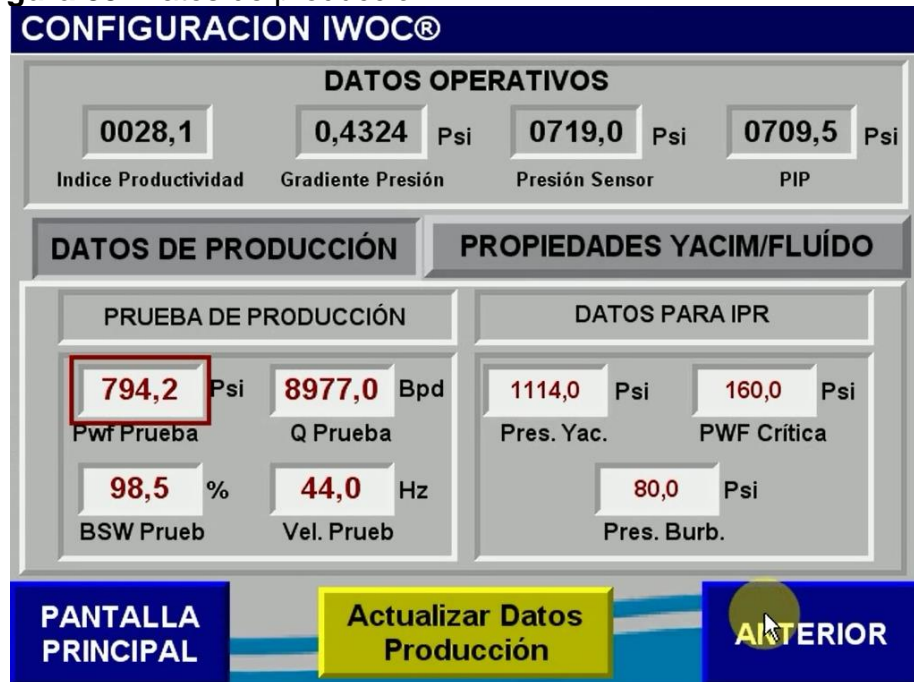 CONFIGURACION IWOC®
DATOS OPERATIVOS
0028,1 0,4324 Psi 0719,0 Psi 0709,5 Psi
Indice Productividad Gradiente Presión Presión Sensor PIP
DATOS DE PRODUCCIÓN PROPIEDADES YACIM/FLUÍDO
PRUEBA DE PRODUCCIÓN DATOS PARA IPR
794,2 Psi 8977,0 Bpd 1114,0 Psi 160,0 Psi
Pwf Prueba Q Prueba Pres. Yac. PWF Crítica
98,5 % 44,0 Hz 80,0 Psi
BSW Prueb Vel. Prueb Pres. Burb.
PANTALLA PRINCIPAL
Actualizar Datos Producción
ANTERIOR